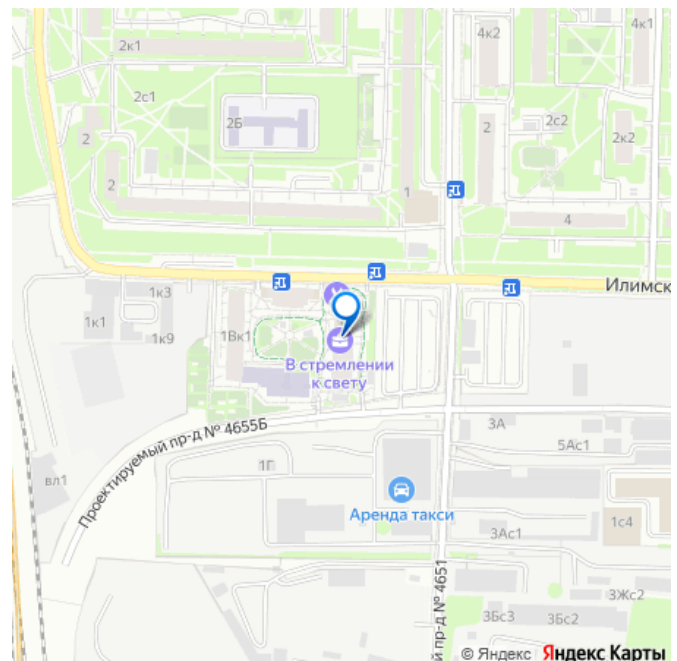 2к1
4к2
4к1
2с1
2Б
2
2с2
2
2к2
2
1
4
Илимск
1к3
1к1
1к9
1Вк1
В стремлении
к свету
Проектируемый пр-д № 4655Б
3А
5Ас1
1Г
вл1
Аренда такси
1с4
3Ас1
й пр-д № 4651
3Жс2
3Бс3
3Бс2
© Яндекс Яндекс Карты